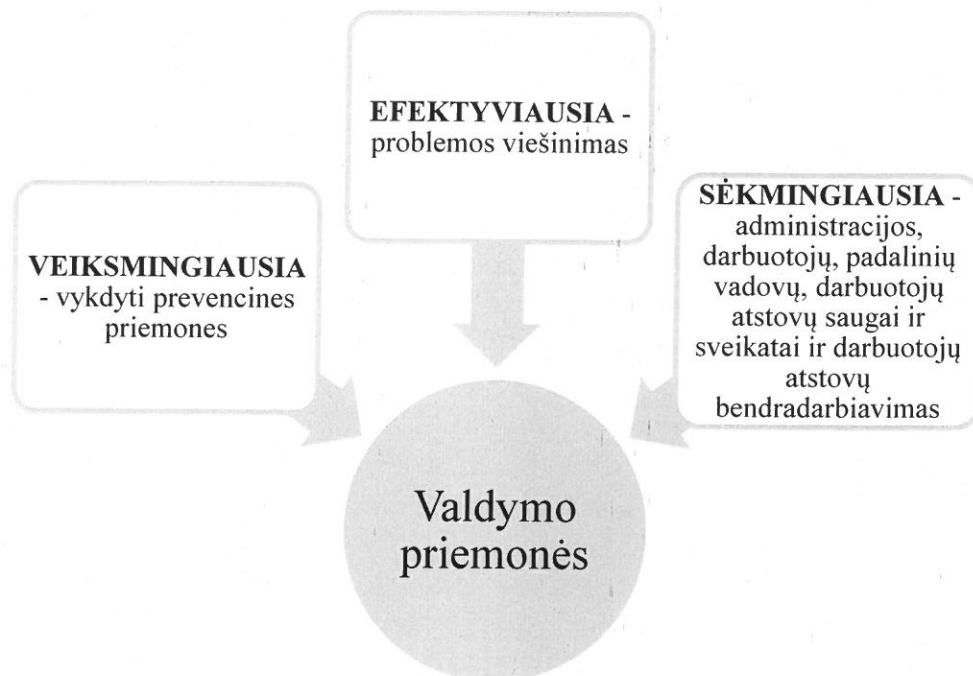 EFEKTYVIAUSIA -
problemos viešinimas
VEIKSMINGIAUSIA
- vykdyti prevencines
priemones
SĖKMINGIAUSIA -
administracijos,
darbuotojų, padalinių
vadovų, darbuotojų
atstovų saugai ir
sveikatai ir darbuotojų
atstovų
bendradarbiavimas
Valdymo
priemonės